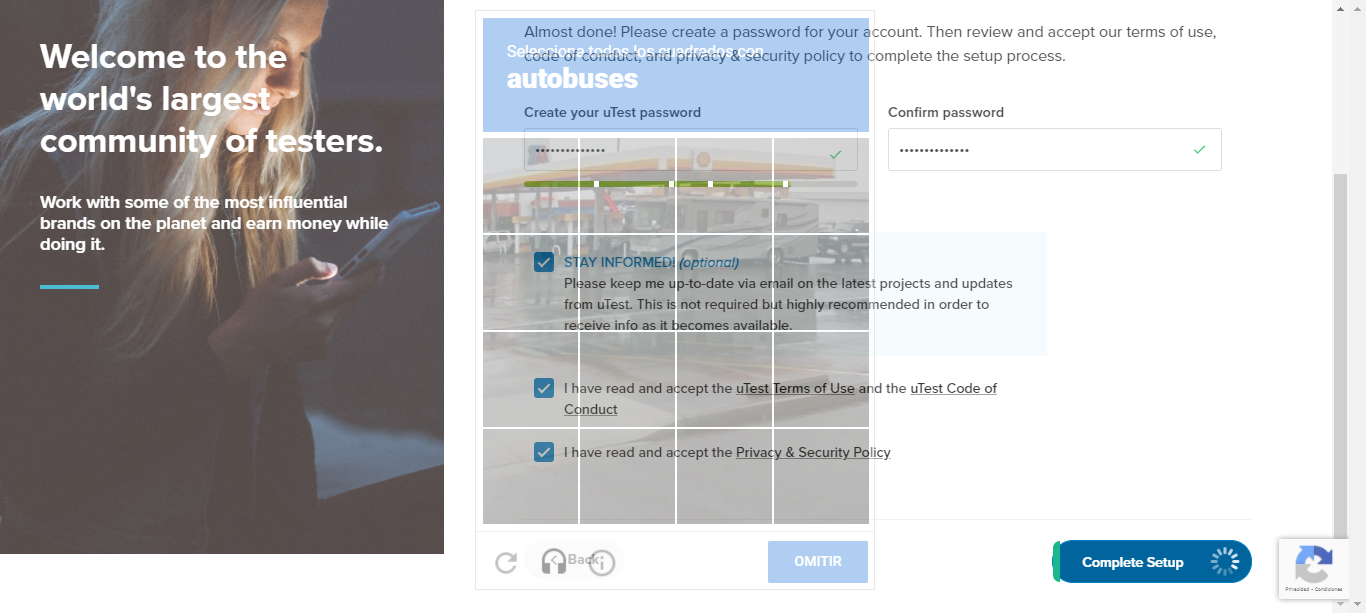 Welcome to the
world's largest
community of testers.
Work with some of the most influential
brands on the planet and earn money while
doing it.
Almost done! Please create a password for your account. Then review and accept our terms of use,
code of conduct, and privacy & security policy to complete the setup process.
Selecciona todos los cuadrados con
autobuses
Create your uTest password
Confirm password
••••••••••••••
••••••••••••••
STAY INFORMED! (optional)
Please keep me up-to-date via email on the latest projects and updates
from uTest. This is not required but highly recommended in order to
receive info as it becomes available.
I have read and accept the uTest Terms of Use and the uTest Code of
Conduct
I have read and accept the Privacy & Security Policy
Back
OMITIR
Complete Setup
Privacidad - Condiciones